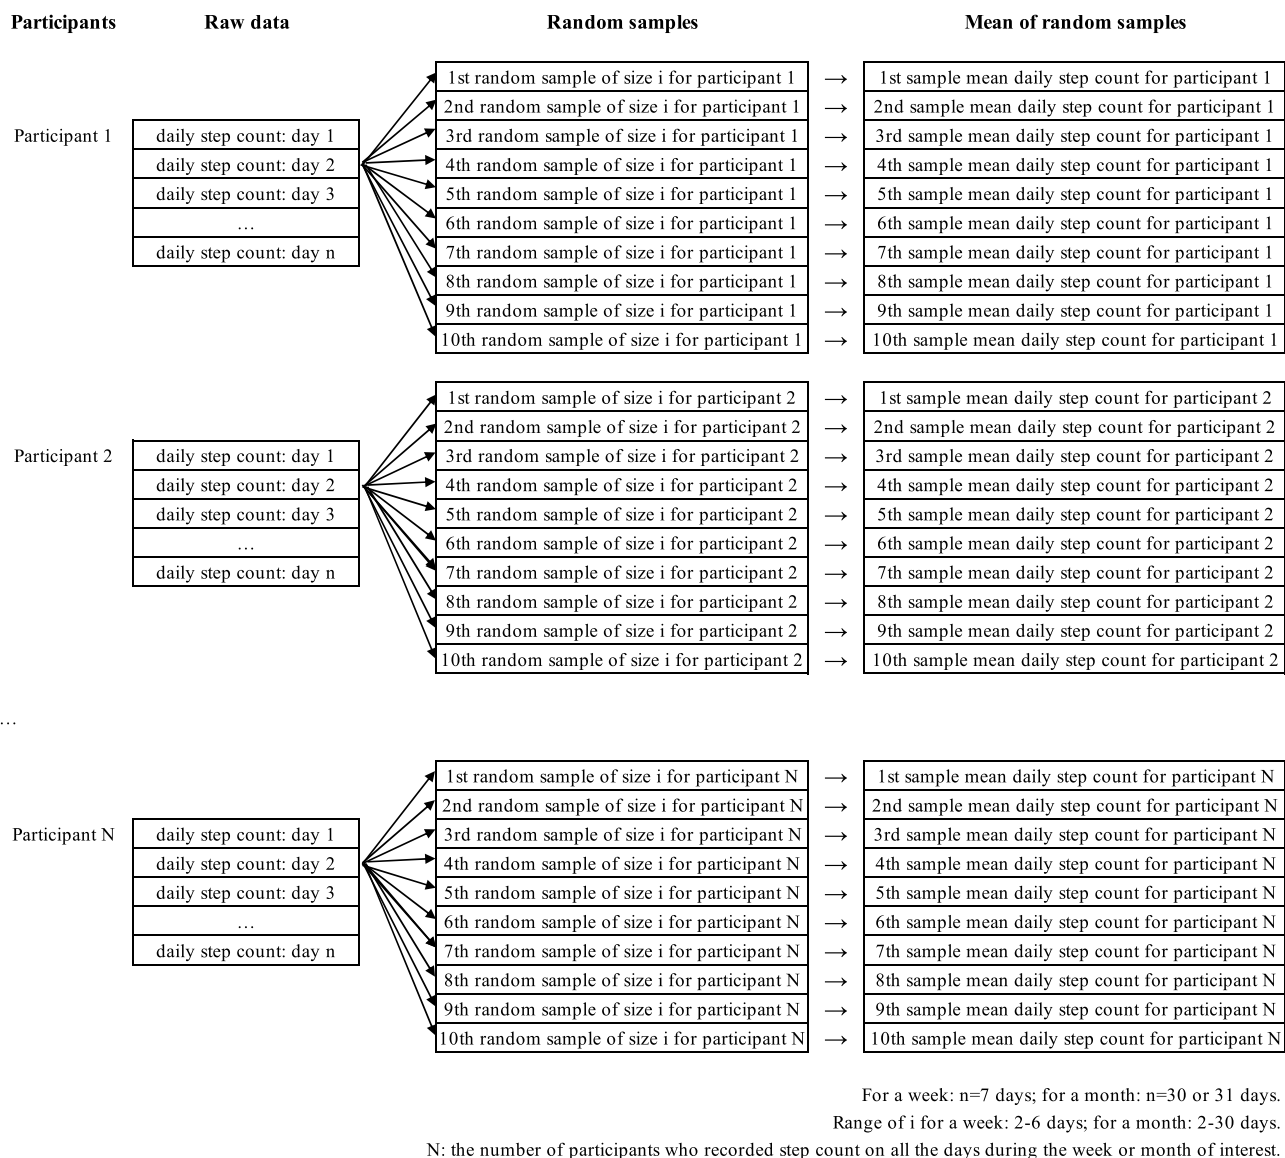 Participants Raw data Random samples Mean of random samples
1st random sample of size i for participant 1 → 1st sample mean daily step count for participant 1
2nd random sample of size i for participant 1 → 2nd sample mean daily step count for participant 1
Participant 1 daily step count: day 1 3rd random sample of size i for participant 1 → 3rd sample mean daily step count for participant 1
daily step count: day 2 4th random sample of size i for participant 1 → 4th sample mean daily step count for participant 1
daily step count: day 3 5th random sample of size i for participant 1 → 5th sample mean daily step count for participant 1
… 6th random sample of size i for participant 1 → 6th sample mean daily step count for participant 1
daily step count: day n 7th random sample of size i for participant 1 → 7th sample mean daily step count for participant 1
8th random sample of size i for participant 1 → 8th sample mean daily step count for participant 1
9th random sample of size i for participant 1 → 9th sample mean daily step count for participant 1
10th random sample of size i for participant 1 → 10th sample mean daily step count for participant 1
1st random sample of size i for participant 2 → 1st sample mean daily step count for participant 2
2nd random sample of size i for participant 2 → 2nd sample mean daily step count for participant 2
Participant 2 daily step count: day 1 3rd random sample of size i for participant 2 → 3rd sample mean daily step count for participant 2
daily step count: day 2 4th random sample of size i for participant 2 → 4th sample mean daily step count for participant 2
daily step count: day 3 5th random sample of size i for participant 2 → 5th sample mean daily step count for participant 2
… 6th random sample of size i for participant 2 → 6th sample mean daily step count for participant 2
daily step count: day n 7th random sample of size i for participant 2 → 7th sample mean daily step count for participant 2
8th random sample of size i for participant 2 → 8th sample mean daily step count for participant 2
9th random sample of size i for participant 2 → 9th sample mean daily step count for participant 2
10th random sample of size i for participant 2 → 10th sample mean daily step count for participant 2
…
1st random sample of size i for participant N → 1st sample mean daily step count for participant N
2nd random sample of size i for participant N → 2nd sample mean daily step count for participant N
Participant N daily step count: day 1 3rd random sample of size i for participant N → 3rd sample mean daily step count for participant N
daily step count: day 2 4th random sample of size i for participant N → 4th sample mean daily step count for participant N
daily step count: day 3 5th random sample of size i for participant N → 5th sample mean daily step count for participant N
… 6th random sample of size i for participant N → 6th sample mean daily step count for participant N
daily step count: day n 7th random sample of size i for participant N → 7th sample mean daily step count for participant N
8th random sample of size i for participant N → 8th sample mean daily step count for participant N
9th random sample of size i for participant N → 9th sample mean daily step count for participant N
10th random sample of size i for participant N → 10th sample mean daily step count for participant N
For a week: n=7 days; for a month: n=30 or 31 days.
Range of i for a week: 2-6 days; for a month: 2-30 days.
N: the number of participants who recorded step count on all the days during the week or month of interest.